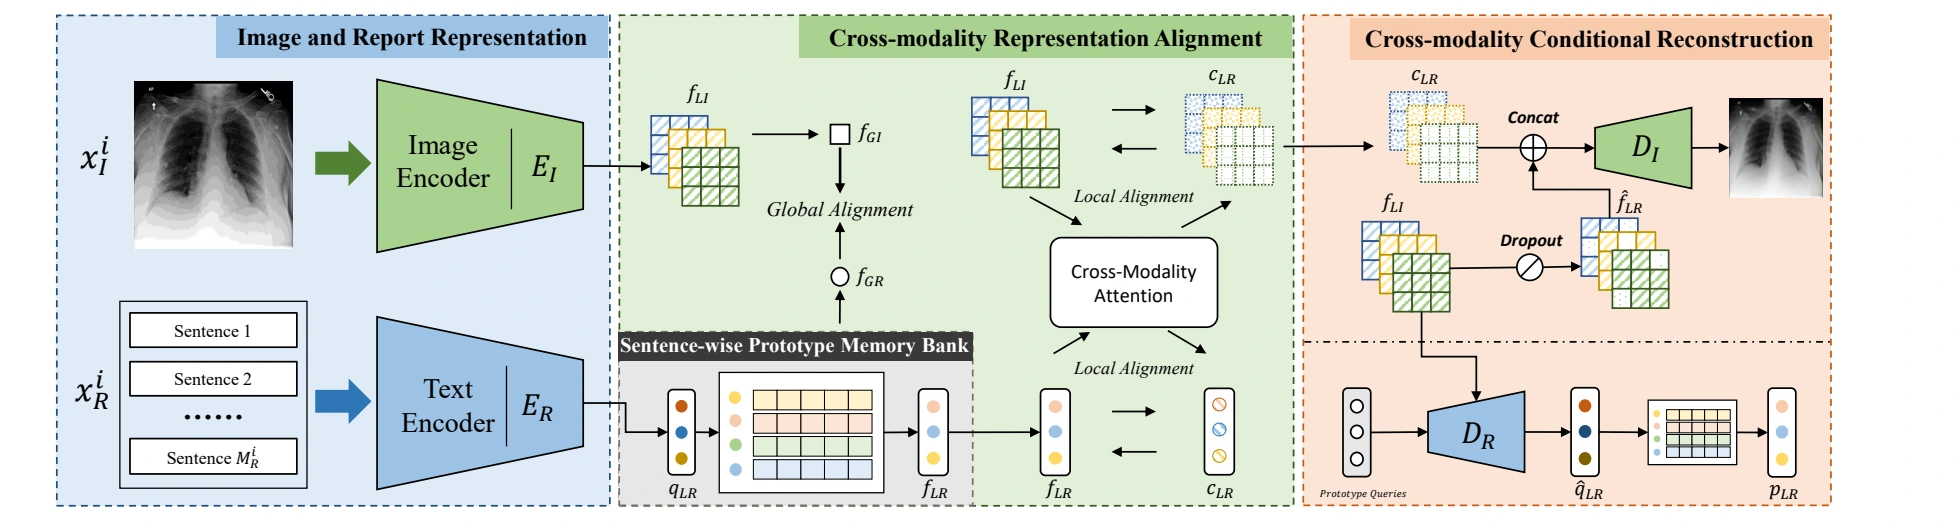 Image and Report Representation
x_I^i
Image
Encoder
E_I
x_R^i
Sentence 1
Sentence 2
......
Sentence M_R^i
Text
Encoder
E_R
Cross-modality Representation Alignment
f_LI
f_GI
Global Alignment
f_GR
f_LI
c_LR
Local Alignment
Cross-Modality
Attention
Local Alignment
Sentence-wise Prototype Memory Bank
q_LR
f_LR
f_LR
c_LR
Cross-modality Conditional Reconstruction
c_LR
Concat
D_I
f_LI
Dropout
f̂_LR
Prototype Queries
D_R
q̂_LR
p_LR